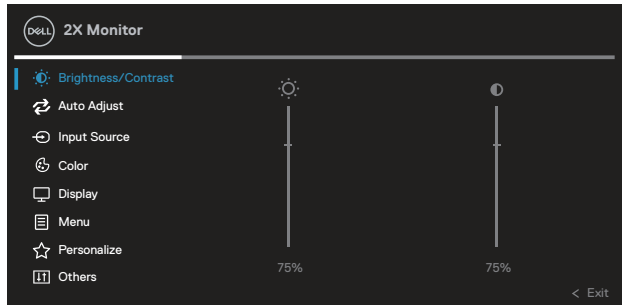 DELL 2X Monitor
Brightness/Contrast
Auto Adjust
Input Source
Color
Display
Menu
Personalize
Others
75% 75%
< Exit